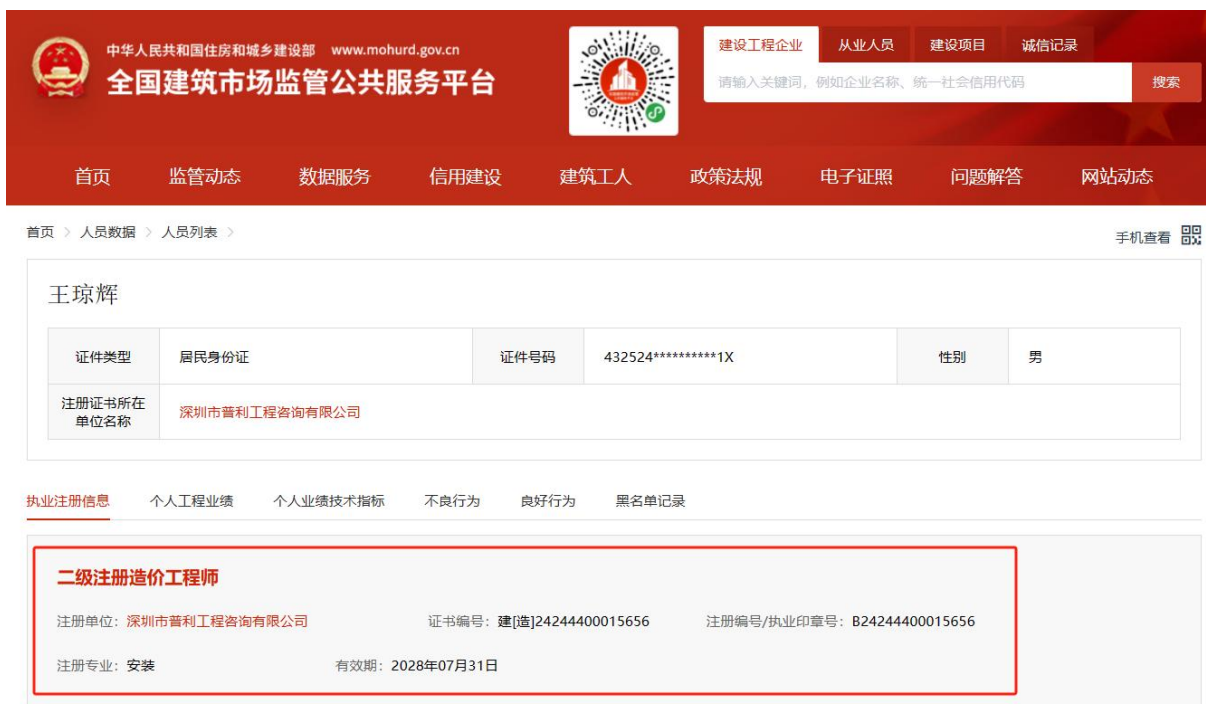 中华人民共和国住房和城乡建设部 www.mohurd.gov.cn
全国建筑市场监管公共服务平台
建设工程企业 从业人员 建设项目 诚信记录
请输入关键词，例如企业名称、统一社会信用代码 搜索
首页 监管动态 数据服务 信用建设 建筑工人 政策法规 电子证照 问题解答 网站动态
首页 > 人员数据 > 人员列表 >
手机查看
王琼辉
证件类型 居民身份证 证件号码 432524**********1X 性别 男
注册证书所在
单位名称
深圳市普利工程咨询有限公司
执业注册信息 个人工程业绩 个人业绩技术指标 不良行为 良好行为 黑名单记录
二级注册造价工程师
注册单位：深圳市普利工程咨询有限公司 证书编号：建[造]24244400015656 注册编号/执业印章号：B24244400015656
注册专业：安装 有效期：2028年07月31日